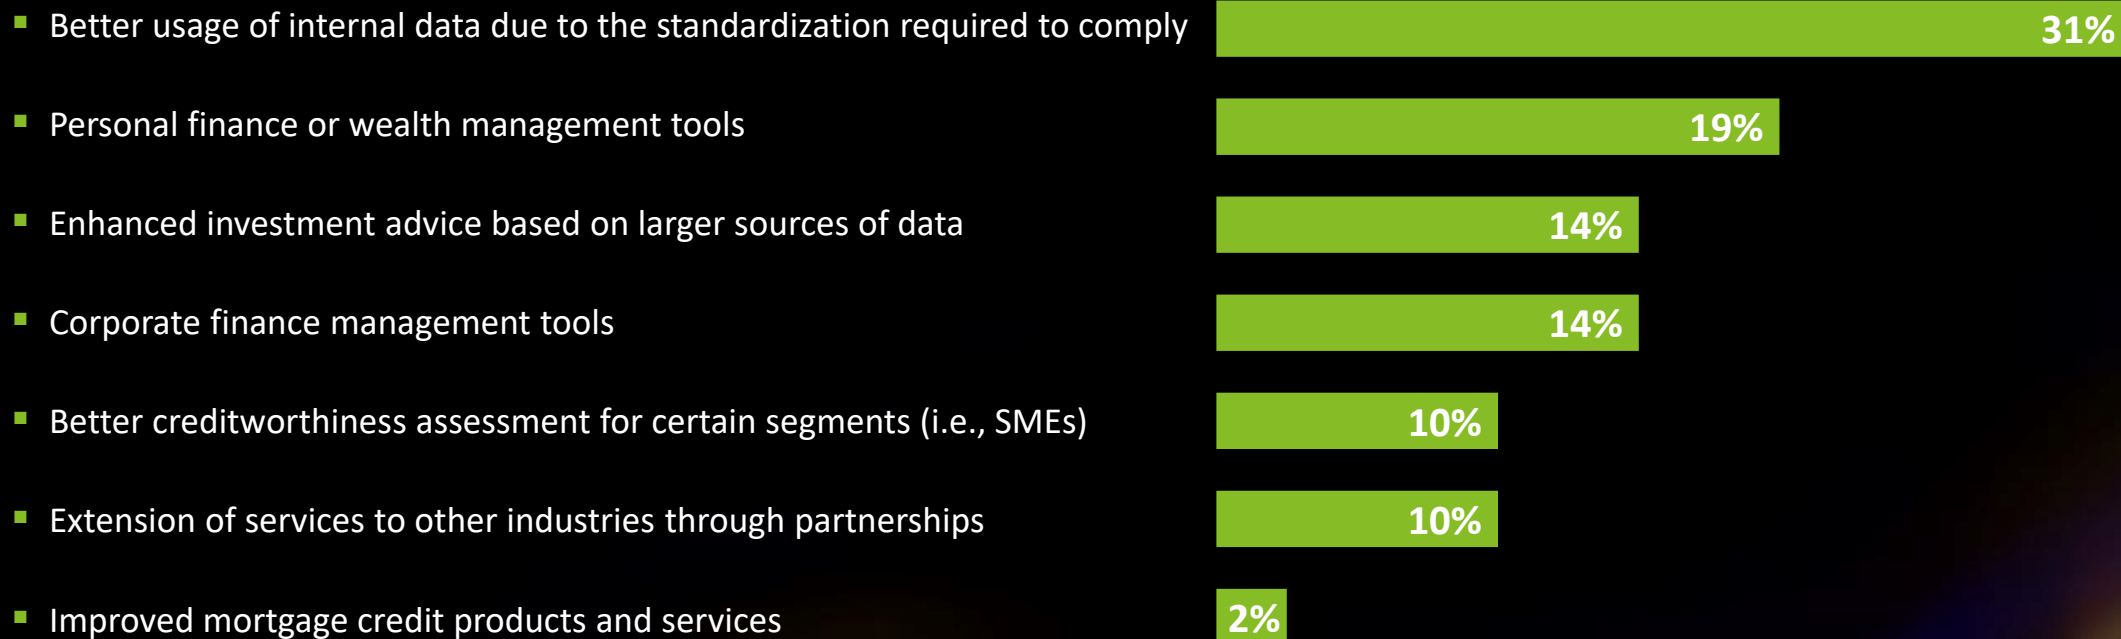 ▪ Better usage of internal data due to the standardization required to comply 31%
▪ Personal finance or wealth management tools 19%
▪ Enhanced investment advice based on larger sources of data 14%
▪ Corporate finance management tools 14%
▪ Better creditworthiness assessment for certain segments (i.e., SMEs) 10%
▪ Extension of services to other industries through partnerships 10%
▪ Improved mortgage credit products and services 2%